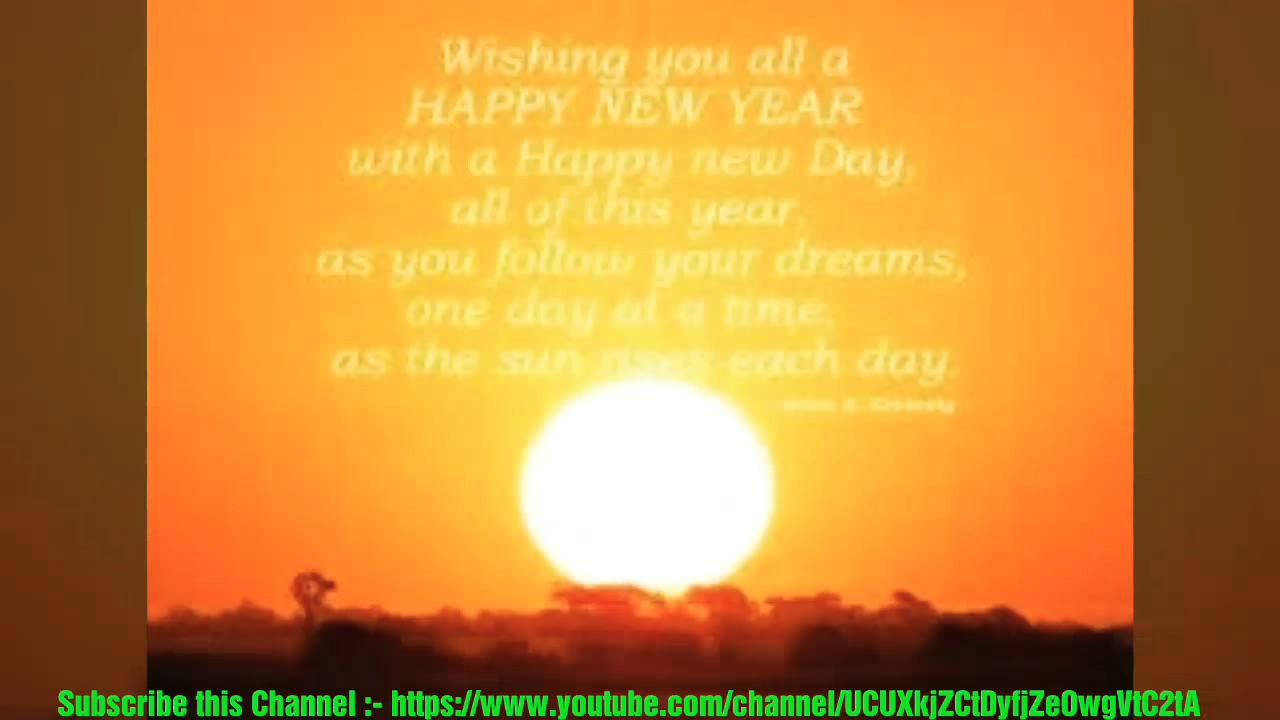 Wishing you all a
HAPPY NEW YEAR
with a Happy new Day,
all of this year,
as you follow your dreams,
one day at a time,
as the sun rises each day.
Subscribe this Channel :- https://www.youtube.com/channel/UCUXkjZCtDyfjZeOwgVtC2tA